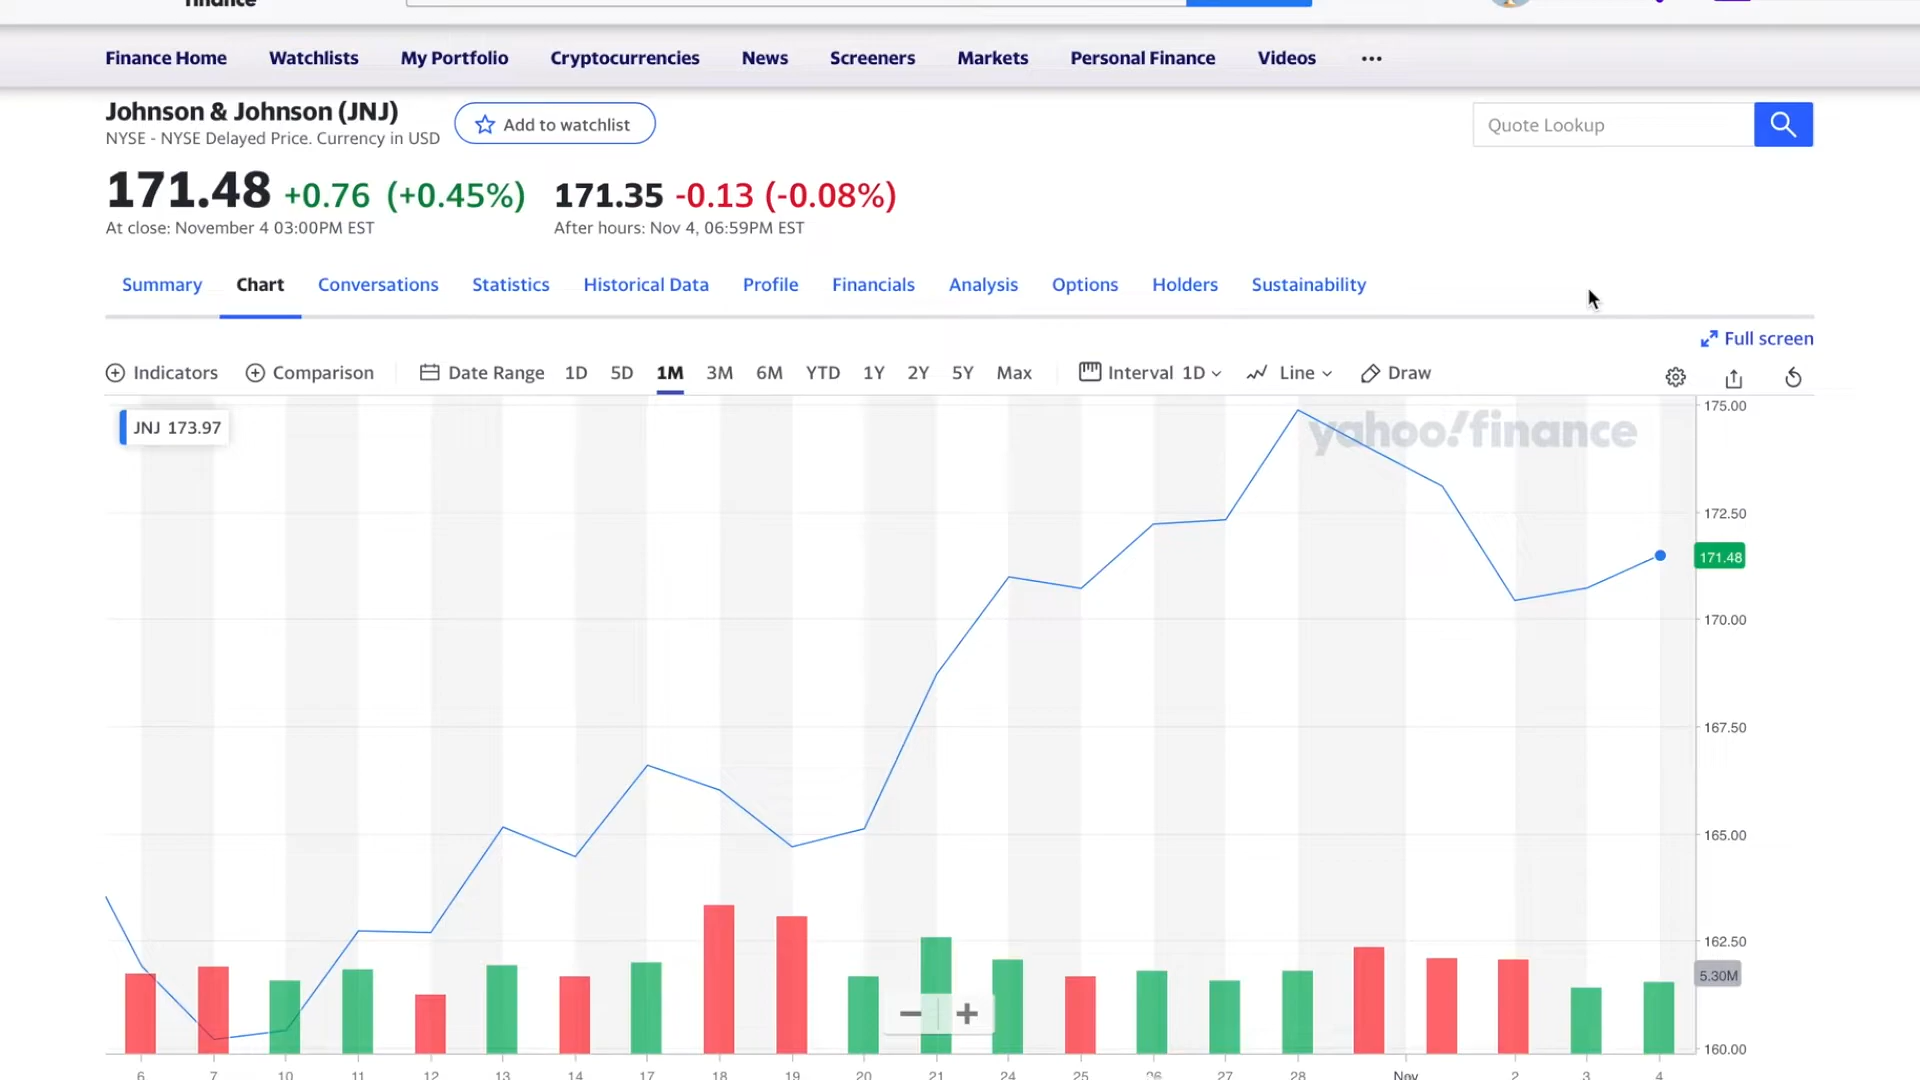 finance
Finance Home Watchlists My Portfolio Cryptocurrencies News Screeners Markets Personal Finance Videos ...
Johnson & Johnson (JNJ)
NYSE - NYSE Delayed Price. Currency in USD
Add to watchlist
Quote Lookup
171.48 +0.76 (+0.45%) 171.35 -0.13 (-0.08%)
At close: November 4 03:00PM EST After hours: Nov 4, 06:59PM EST
Summary Chart Conversations Statistics Historical Data Profile Financials Analysis Options Holders Sustainability
Full screen
Indicators Comparison Date Range 1D 5D 1M 3M 6M YTD 1Y 2Y 5Y Max Interval 1D Line Draw
JNJ 173.97
yahoo!finance
175.00
172.50
171.48
170.00
167.50
165.00
162.50
5.30M
160.00
6 7 10 11 12 13 14 17 18 19 20 21 24 25 26 27 28 Nov 2 3 4